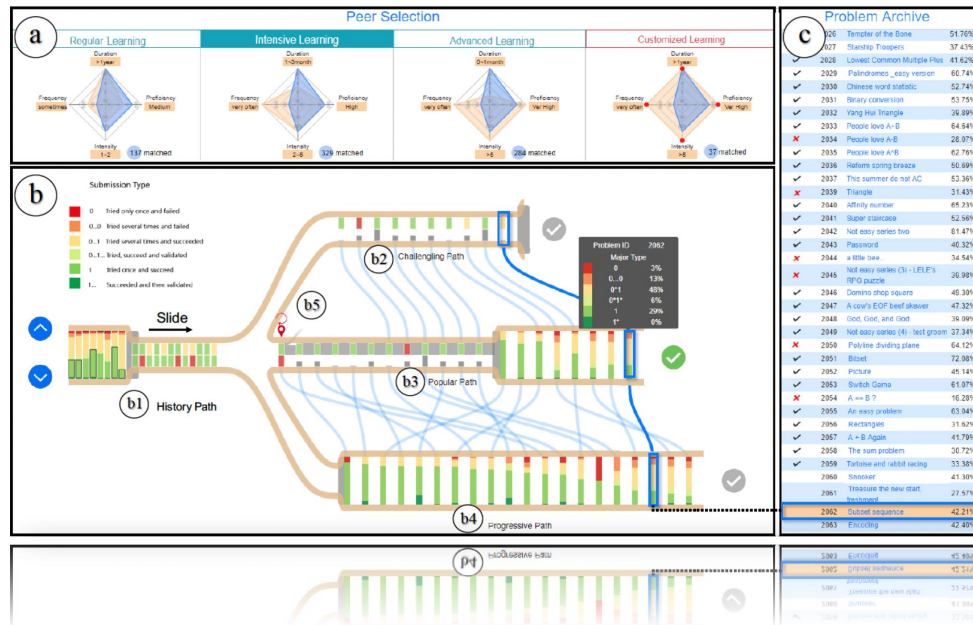 Peer Selection
a
Regular Learning
Duration
>1year
Frequency
sometimes
Proficiency
Medium
Intensity
1~2
137 matched
Intensive Learning
Duration
1~3month
Frequency
very often
Proficiency
High
Intensity
2~6
329 matched
Advanced Learning
Duration
0~1month
Frequency
very often
Proficiency
Ver High
Intensity
>6
284 matched
Customized Learning
Duration
>1year
Frequency
very often
Proficiency
Ver High
Intensity
>6
37 matched
b
Submission Type
0 Tried only once and failed
0...0 Tried several times and failed
0...1 Tried several times and succeeded
0..1... Tried, succeed and validated
1 Tried once and succeed
1... Succeeded and then validated
Slide
b1
History Path
b2
Challengling Path
b3
Popular Path
b4
Progressive Path
b5
Problem ID 2062
Major Type
0 3%
0...0 13%
0*1 48%
0*1* 6%
1 29%
1* 0%
Problem Archive
c
2026 Tempter of the Bone 51.76%
2027 Starship Troopers 37.43%
2028 Lowest Common Multiple Plus 41.62%
2029 Palindromes _easy version 60.74%
2030 Chinese word statistic 52.74%
2031 Binary conversion 53.75%
2032 Yang Hui Triangle 39.89%
2033 People love A+B 64.64%
2034 People love A-B 28.07%
2035 People love A^B 62.76%
2036 Reform spring breeze 50.69%
2037 This summer do not AC 53.36%
2039 Triangle 31.43%
2040 Affinity number 65.23%
2041 Super staircase 52.56%
2042 Not easy series two 81.47%
2043 Password 40.32%
2044 a little bee... 34.54%
2045 Not easy series (3) - LELE's RPG puzzle 36.98%
2046 Domino chop square 49.30%
2047 A cow's EOF beef skewer 47.32%
2048 God, God, and God 39.99%
2049 Not easy series (4) - test groom 37.34%
2050 Polyline dividing plane 64.12%
2051 Bitset 72.08%
2052 Picture 45.14%
2053 Switch Game 61.07%
2054 A == B ? 16.28%
2055 An easy problem 63.04%
2056 Rectangles 31.62%
2057 A + B Again 41.79%
2058 The sum problem 30.72%
2059 Tortoise and rabbit racing 33.38%
2060 Snooker 41.30%
2061 Treasure the new start, freshmen! 27.57%
2062 Subset sequence 42.21%
2063 Encoding 42.40%